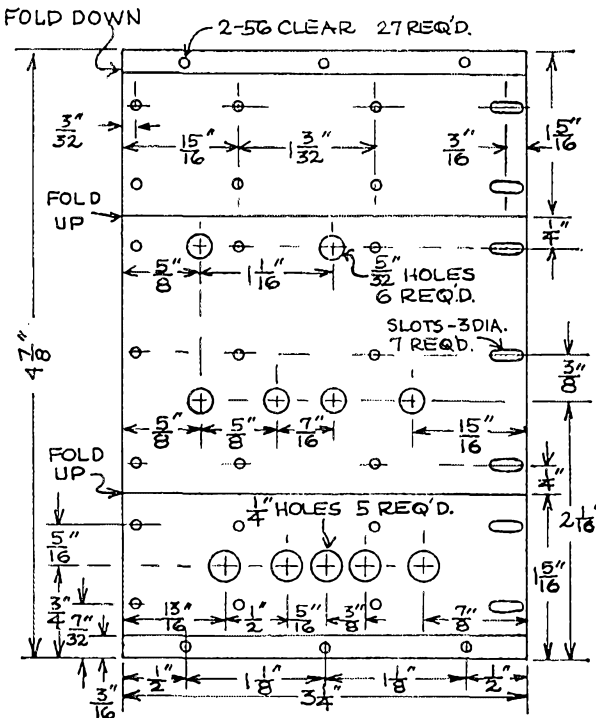 FOLD DOWN
2-56 CLEAR 27 REQ'D.
3/32"
15/16"
1 3/32"
3/16"
1 5/16"
FOLD
UP
1/4"
5/8"
1 1/16"
5/32" HOLES
6 REQ'D.
SLOTS-3DIA.
7 REQ'D.
4 7/8"
3/8"
5/8"
5/8"
7/16"
15/16"
FOLD
UP
1/4"
1/4" HOLES 5 REQ'D.
2 1/16"
5/16"
1 5/16"
3/4"
7/32"
13/16"
1/2"
5/16"
3/8"
7/8"
3/16"
1/2"
1 1/8"
1 1/8"
1/2"
3 1/4"